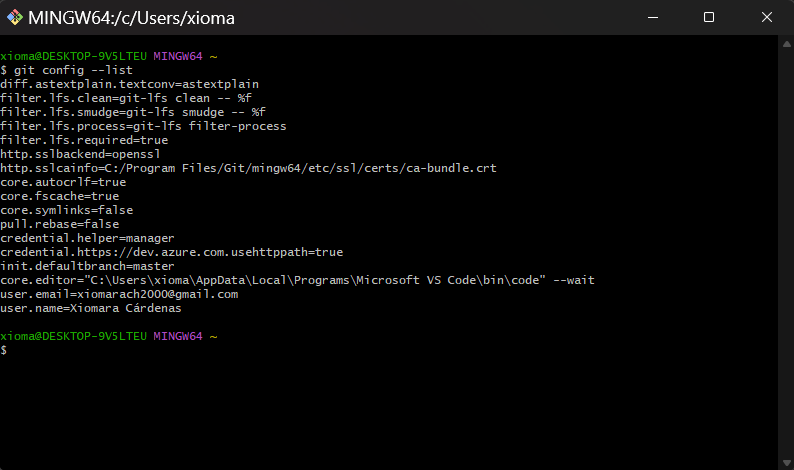 MINGW64:/c/Users/xioma
xioma@DESKTOP-9V5LTEU MINGW64 ~
$ git config --list
diff.astextplain.textconv=astextplain
filter.lfs.clean=git-lfs clean -- %f
filter.lfs.smudge=git-lfs smudge -- %f
filter.lfs.process=git-lfs filter-process
filter.lfs.required=true
http.sslbackend=openssl
http.sslcainfo=C:/Program Files/Git/mingw64/etc/ssl/certs/ca-bundle.crt
core.autocrlf=true
core.fscache=true
core.symlinks=false
pull.rebase=false
credential.helper=manager
credential.https://dev.azure.com.usehttppath=true
init.defaultbranch=master
core.editor="C:\Users\xioma\AppData\Local\Programs\Microsoft VS Code\bin\code" --wait
user.email=xiomarach2000@gmail.com
user.name=Xiomara Cárdenas
xioma@DESKTOP-9V5LTEU MINGW64 ~
$